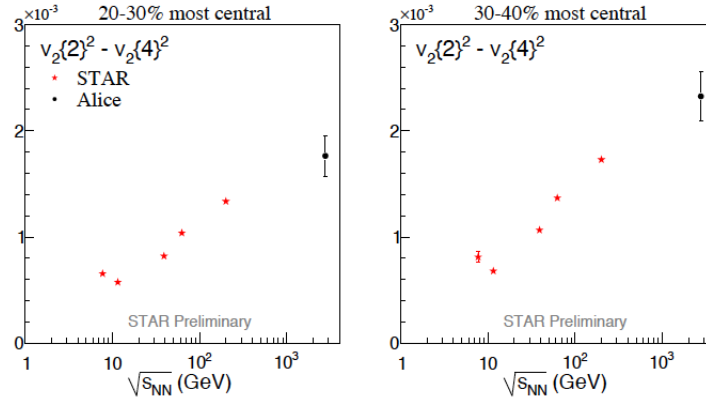 20-30% most central
×10⁻³
3
2
1
0
v₂{2}² - v₂{4}²
STAR
Alice
STAR Preliminary
1
10
10²
10³
√s_NN (GeV)
30-40% most central
×10⁻³
3
2
1
0
v₂{2}² - v₂{4}²
STAR Preliminary
1
10
10²
10³
√s_NN (GeV)